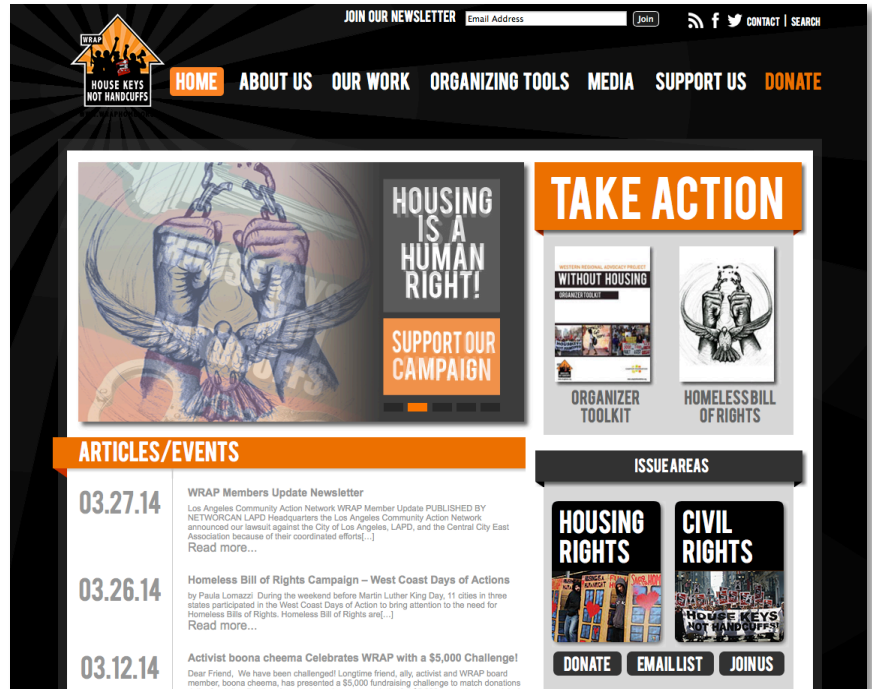 JOIN OUR NEWSLETTER Email Address Join CONTACT | SEARCH
WRAP
HOUSE KEYS
NOT HANDCUFFS
HOME ABOUT US OUR WORK ORGANIZING TOOLS MEDIA SUPPORT US DONATE
HOUSING
IS A
HUMAN
RIGHT!
SUPPORT OUR
CAMPAIGN
TAKE ACTION
WESTERN REGIONAL ADVOCACY PROJECT
WITHOUT HOUSING
ORGANIZER TOOLKIT
ORGANIZER
TOOLKIT
HOMELESS BILL
OF RIGHTS
ARTICLES/EVENTS
03.27.14
WRAP Members Update Newsletter
Los Angeles Community Action Network WRAP Member Update PUBLISHED BY
NETWORCAN LAPD Headquarters the Los Angeles Community Action Network
announced our lawsuit against the City of Los Angeles, LAPD, and the Central City East
Association because of their coordinated efforts[...]
Read more...
03.26.14
Homeless Bill of Rights Campaign – West Coast Days of Actions
by Paula Lomazzi During the weekend before Martin Luther King Day, 11 cities in three
states participated in the West Coast Days of Action to bring attention to the need for
Homeless Bills of Rights. Homeless Bill of Rights are[...]
Read more...
03.12.14
Activist boona cheema Celebrates WRAP with a $5,000 Challenge!
Dear Friend, We have been challenged! Longtime friend, ally, activist and WRAP board
member, boona cheema, has presented a $5,000 fundraising challenge to match donations
ISSUE AREAS
HOUSING
RIGHTS
CIVIL
RIGHTS
HOUSE KEYS
NOT HANDCUFFS!
DONATE EMAIL LIST JOIN US